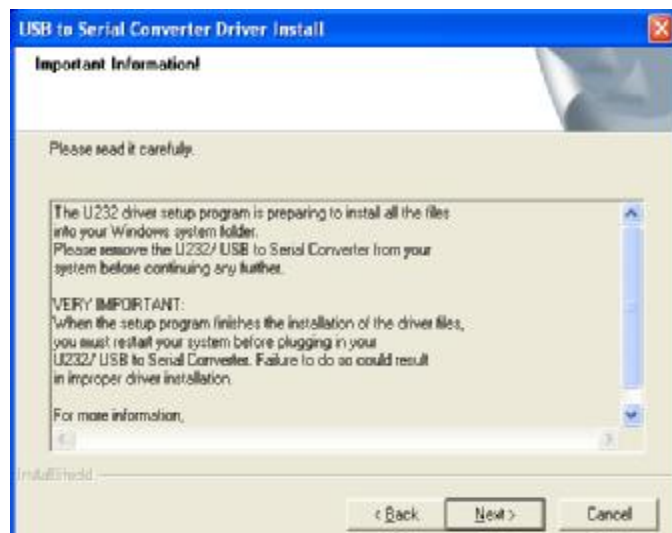 USB to Serial Converter Driver Install
Important Information!
Please read it carefully.
The U232 driver setup program is preparing to install all the files
into your Windows system folder.
Please remove the U232/ USB to Serial Converter from your
system before continuing any further.
VERY IMPORTANT:
When the setup program finishes the installation of the driver files,
you must restart your system before plugging in your
U232/ USB to Serial Converter. Failure to do so could result
in improper driver installation.
For more information,
InstallShield
< Back
Next >
Cancel